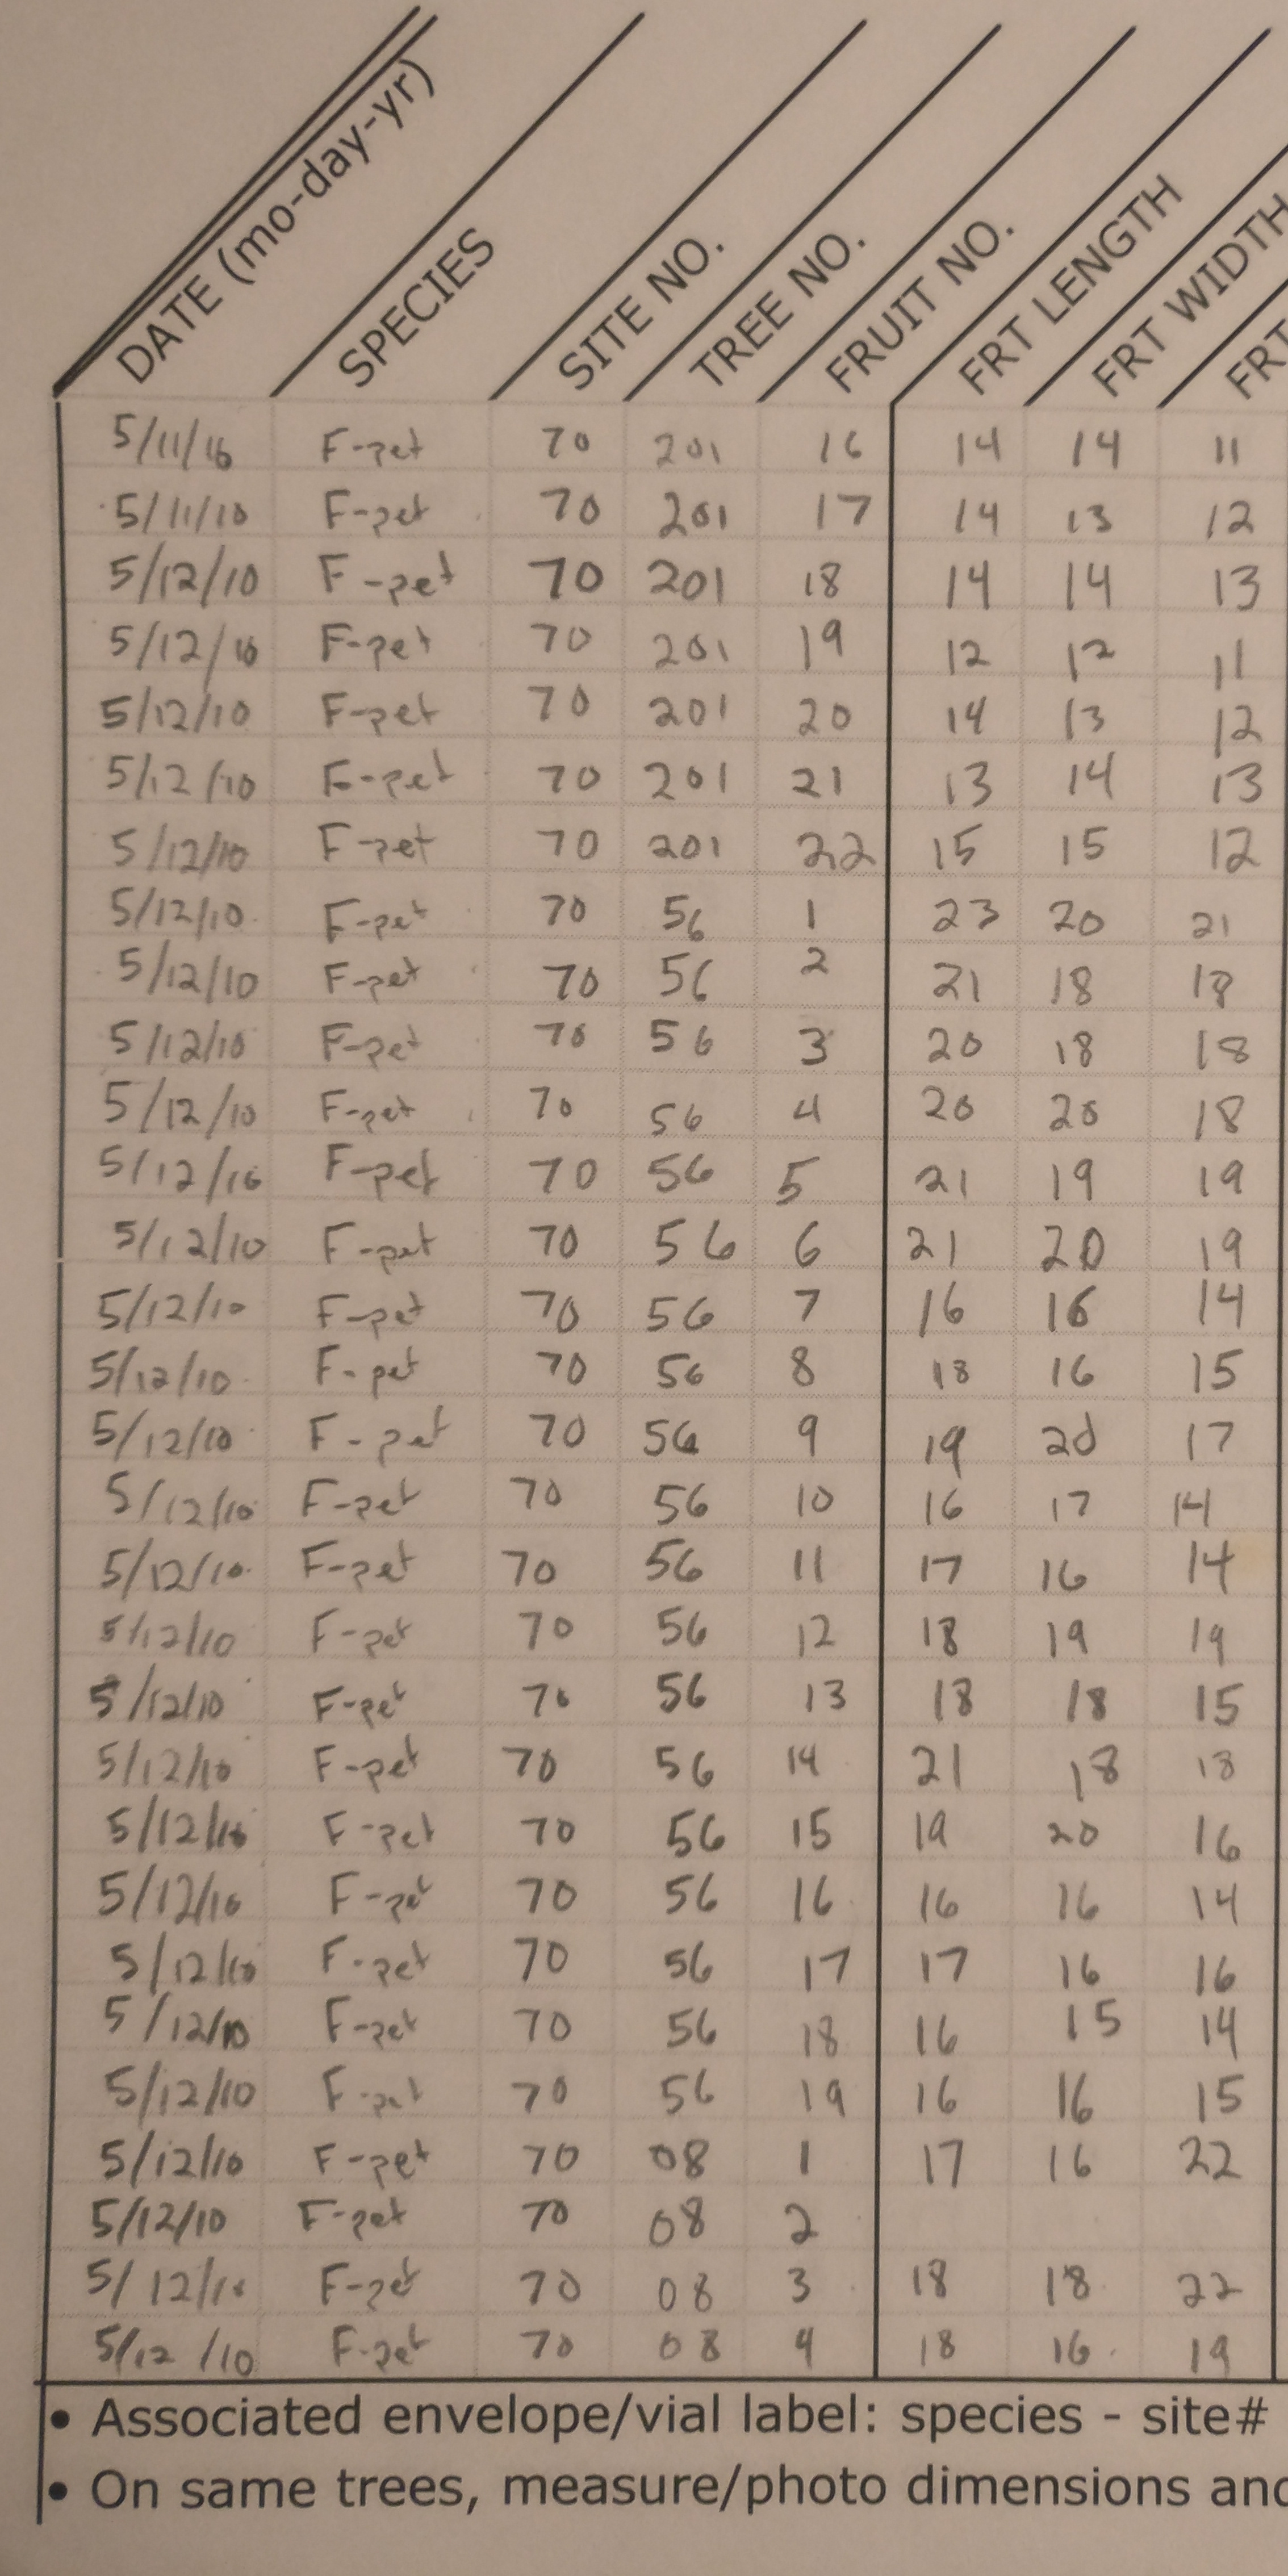 DATE (mo-day-yr) SPECIES SITE NO. TREE NO. FRUIT NO. FRT LENGTH FRT WIDTH FRT
5/11/10 F-pet 70 201 16 14 14 11
5/11/10 F-pet 70 201 17 14 13 12
5/12/10 F-pet 70 201 18 14 14 13
5/12/10 F-pet 70 201 19 12 12 11
5/12/10 F-pet 70 201 20 14 13 12
5/12/10 F-pet 70 201 21 13 14 13
5/12/10 F-pet 70 201 22 15 15 12
5/12/10 F-pet 70 56 1 23 20 21
5/12/10 F-pet 70 56 2 21 18 18
5/12/10 F-pet 70 56 3 20 18 18
5/12/10 F-pet 70 56 4 20 20 18
5/12/10 F-pet 70 56 5 21 19 19
5/12/10 F-pet 70 56 6 21 20 19
5/12/10 F-pet 70 56 7 16 16 14
5/12/10 F-pet 70 56 8 18 16 15
5/12/10 F-pet 70 56 9 19 20 17
5/12/10 F-pet 70 56 10 16 17 14
5/12/10 F-pet 70 56 11 17 16 14
5/12/10 F-pet 70 56 12 18 19 19
5/12/10 F-pet 70 56 13 18 18 15
5/12/10 F-pet 70 56 14 21 18 18
5/12/10 F-pet 70 56 15 19 20 16
5/12/10 F-pet 70 56 16 16 16 14
5/12/10 F-pet 70 56 17 17 16 16
5/12/10 F-pet 70 56 18 16 15 14
5/12/10 F-pet 70 56 19 16 16 15
5/12/10 F-pet 70 08 1 17 16 22
5/12/10 F-pet 70 08 2
5/12/10 F-pet 70 08 3 18 18 22
5/12/10 F-pet 70 08 4 18 16 19
• Associated envelope/vial label: species - site#
• On same trees, measure/photo dimensions and